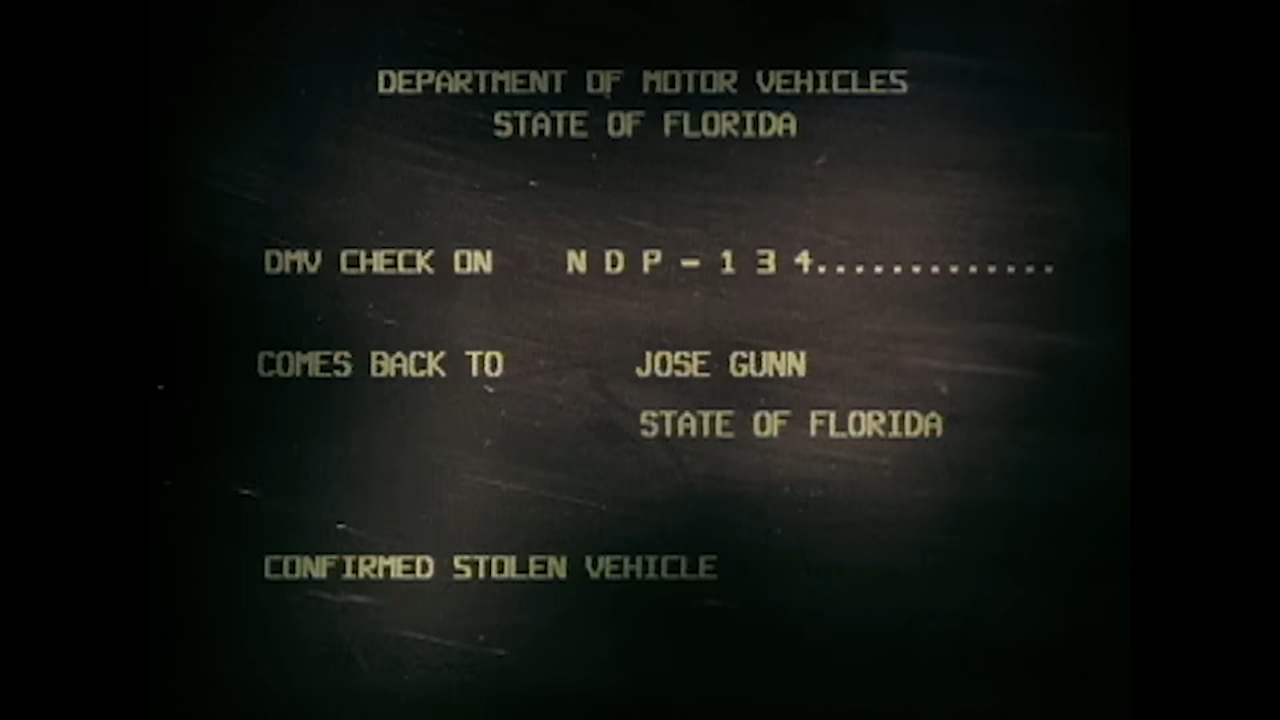 DEPARTMENT OF MOTOR VEHICLES
STATE OF FLORIDA
DMV CHECK ON N D P - 1 3 4.............
COMES BACK TO JOSE GUNN
STATE OF FLORIDA
CONFIRMED STOLEN VEHICLE